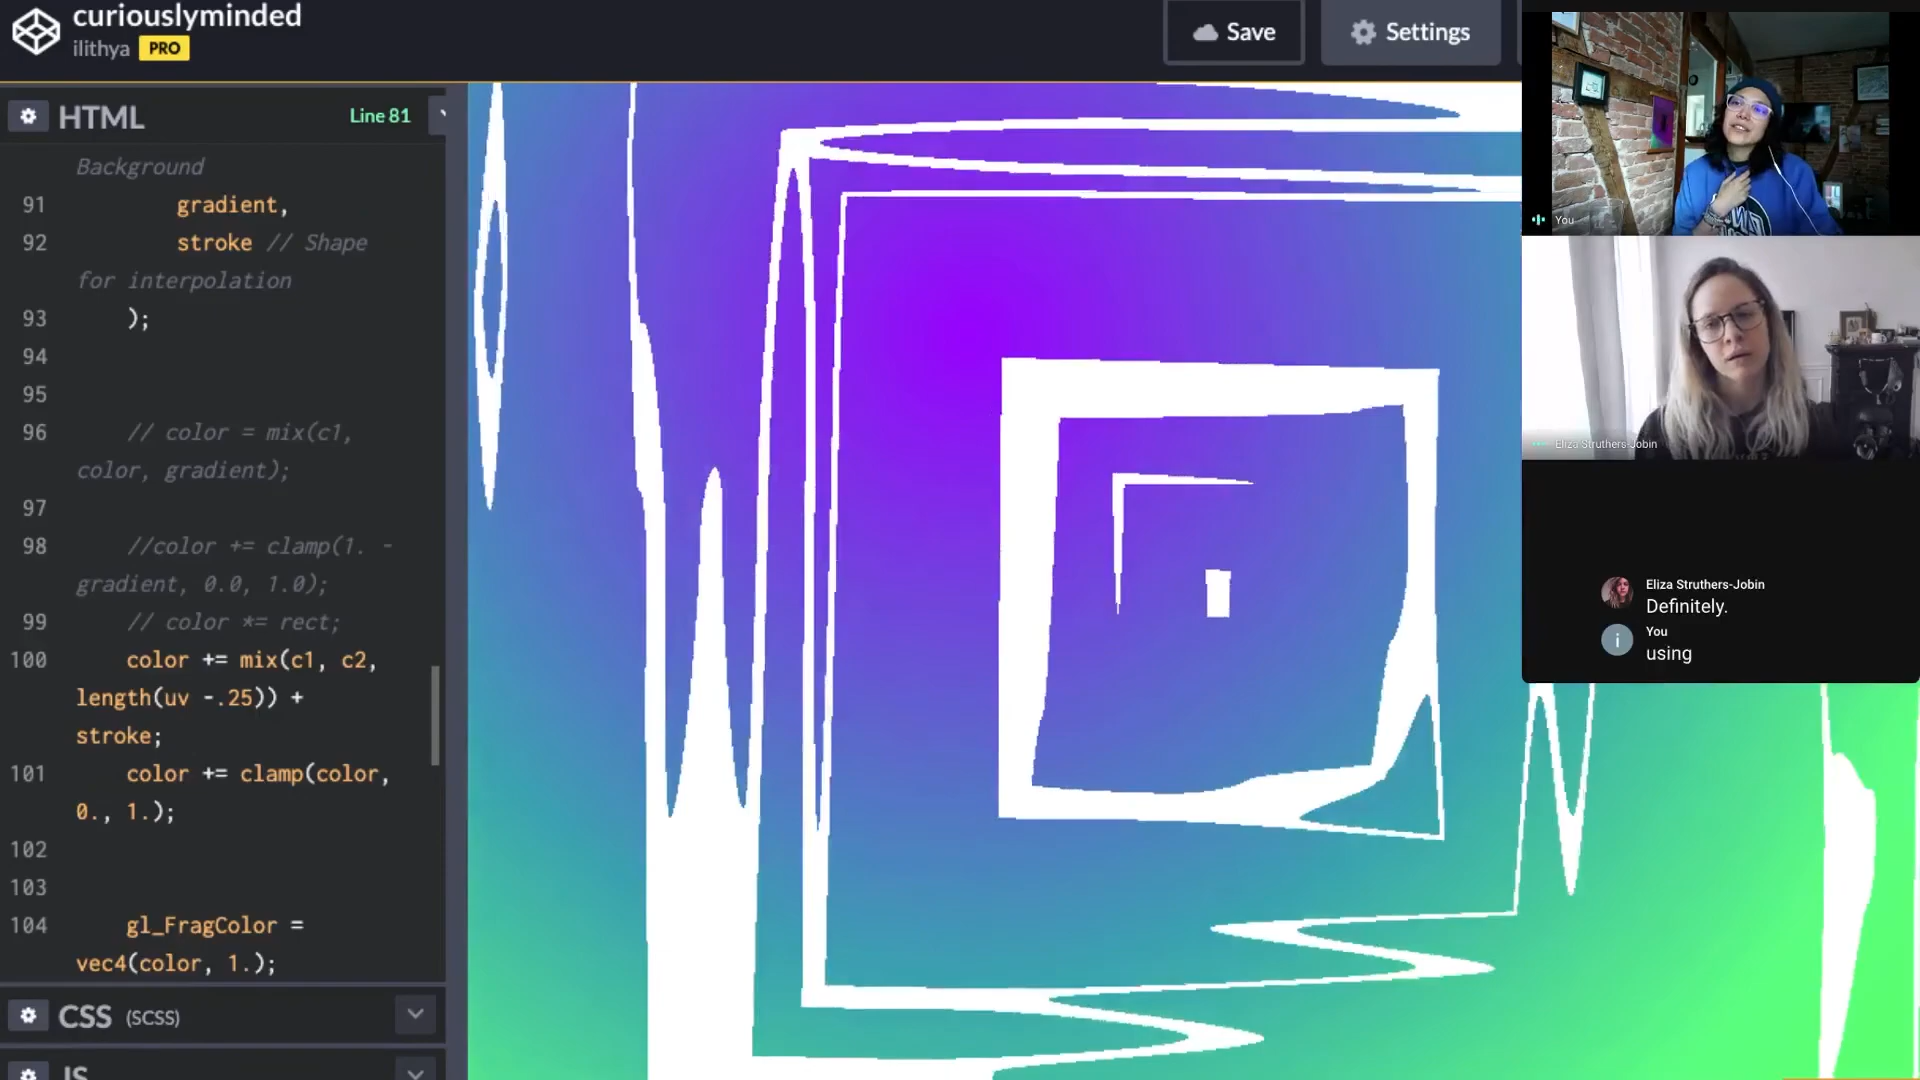 curiouslyminded
ilithya PRO
Save
Settings
HTML
Line 81
Background
91 gradient,
92 stroke // Shape
for interpolation
93 );
94
95
96 // color = mix(c1,
color, gradient);
97
98 //color += clamp(1. -
gradient, 0.0, 1.0);
99 // color *= rect;
100 color += mix(c1, c2,
length(uv -.25)) +
stroke;
101 color += clamp(color,
0., 1.);
102
103
104 gl_FragColor =
vec4(color, 1.);
CSS (SCSS)
JS
You
Eliza Struthers-Jobin
Eliza Struthers-Jobin
Definitely.
i
You
using